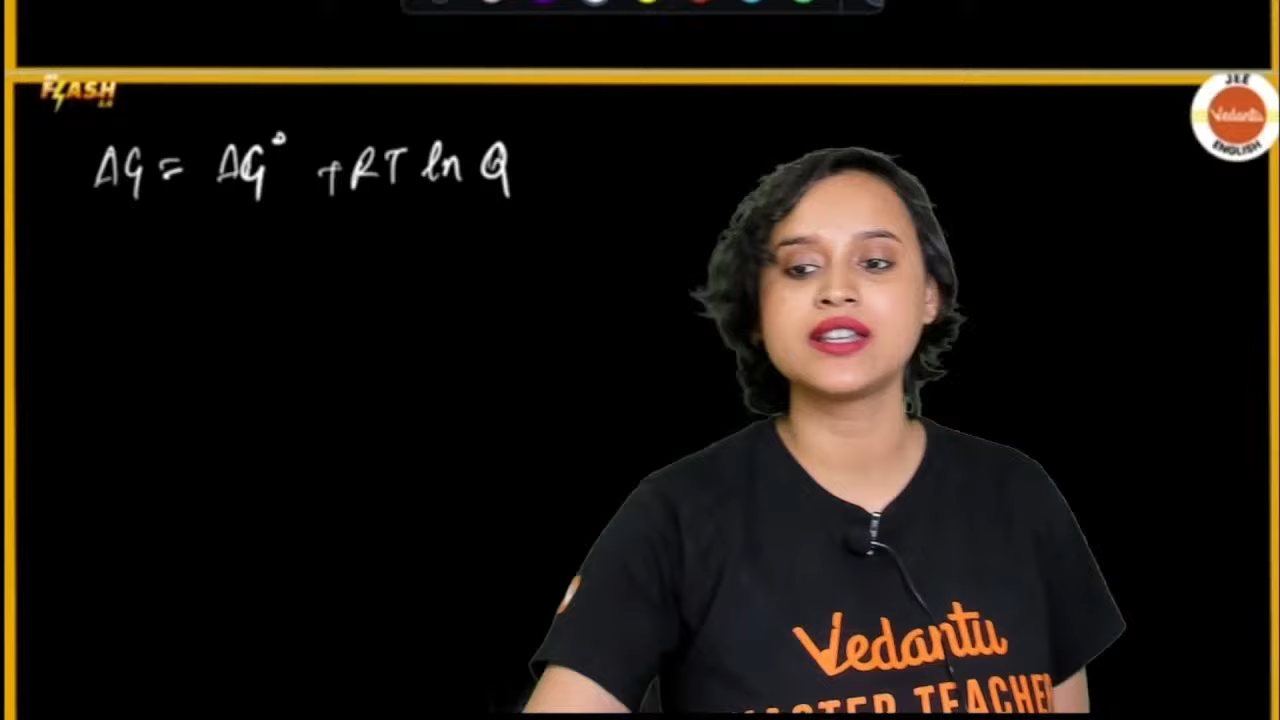 FLASH
JEE
Vedantu
ENGLISH
ΔG = ΔG° + RT ln Q
Vedantu
MASTER TEACHER